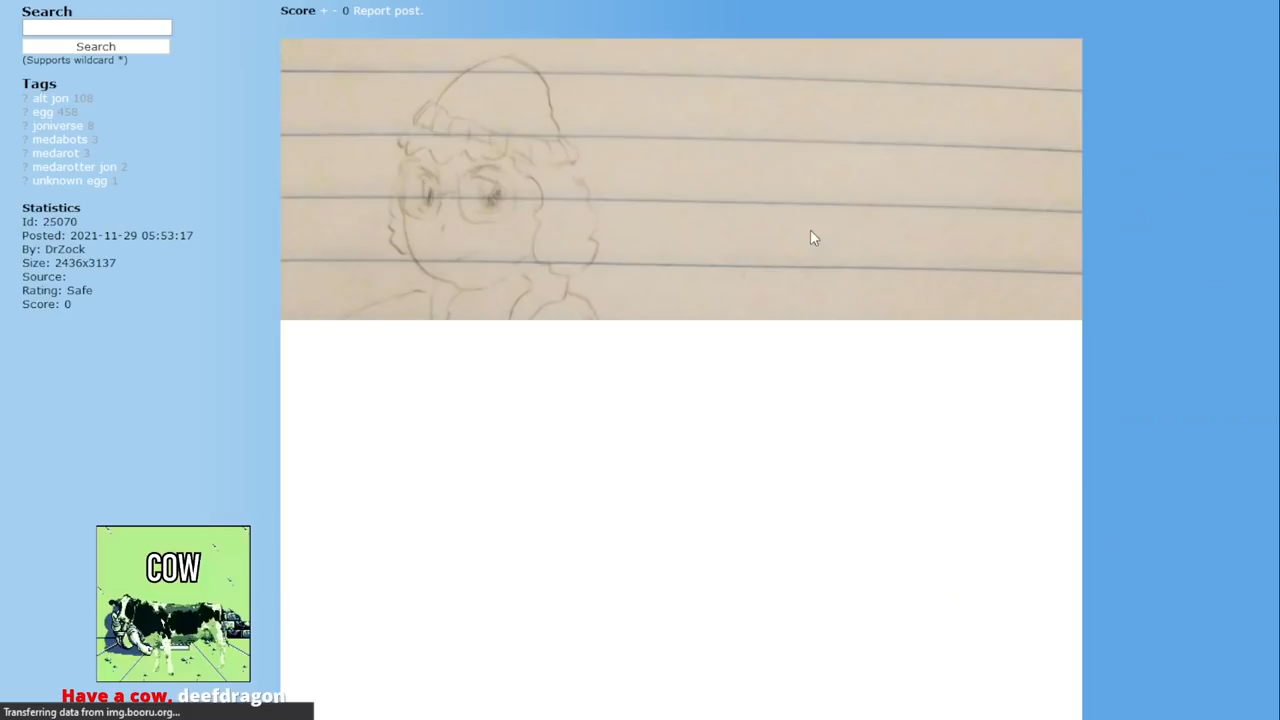 Search
Search
(Supports wildcard *)
Tags
? alt jon 108
? egg 458
? joniverse 8
? medabots 3
? medarot 3
? medarotter jon 2
? unknown egg 1
Statistics
Id: 25070
Posted: 2021-11-29 05:53:17
By: DrZock
Size: 2436x3137
Source:
Rating: Safe
Score: 0
Score + - 0 Report post.
COW
Have a cow, deefdragon
Transferring data from img.booru.org...